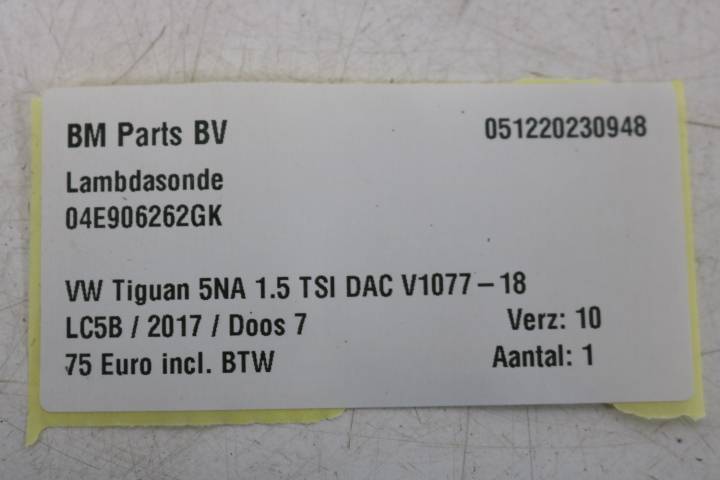 BM Parts BV 051220230948
Lambdasonde
04E906262GK
VW Tiguan 5NA 1.5 TSI DAC V1077-18
LC5B / 2017 / Doos 7 Verz: 10
75 Euro incl. BTW Aantal: 1